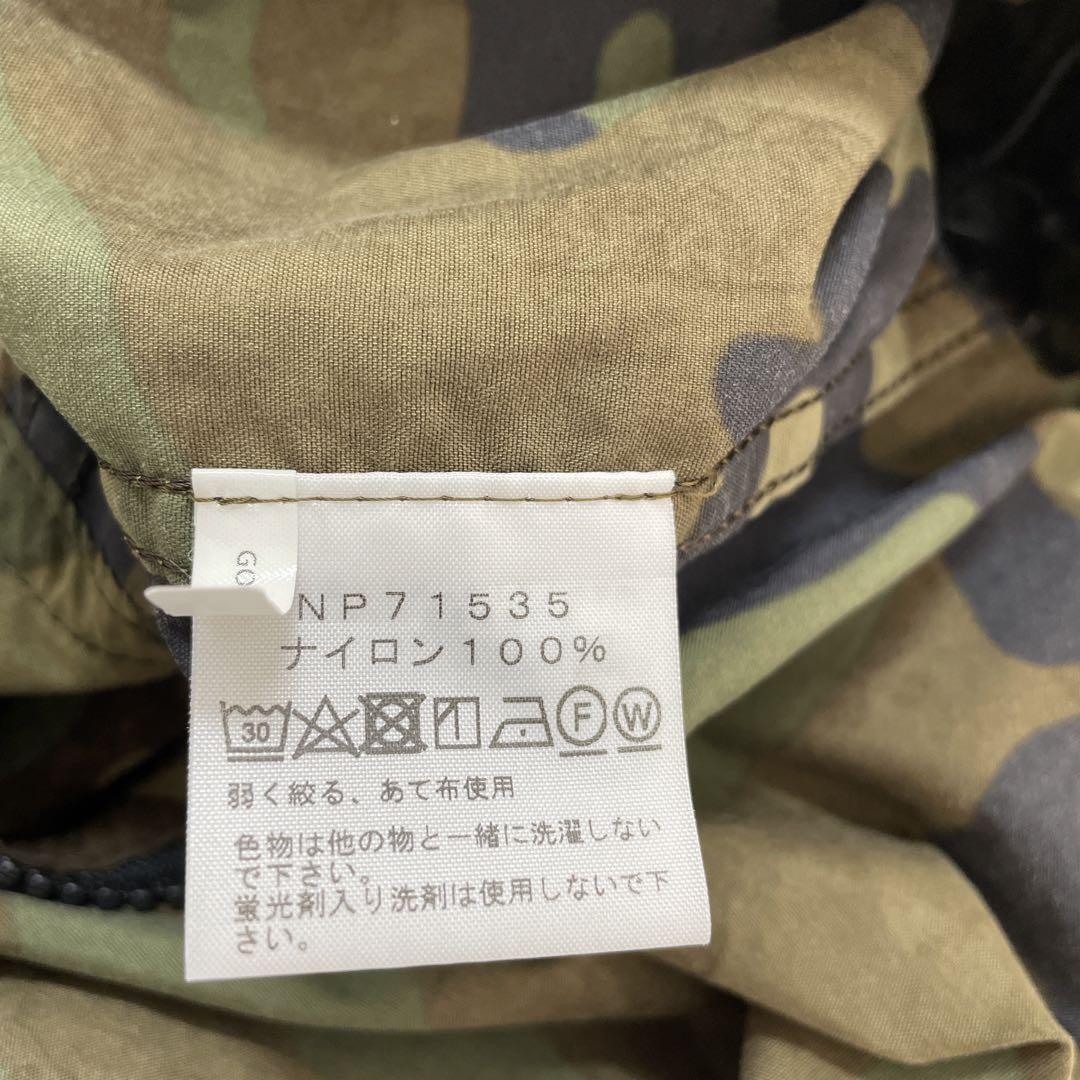 GO
NP71535
ナイロン100%
30 F W
弱く絞る、あて布使用
色物は他の物と一緒に洗濯しない
で下さい。
蛍光剤入り洗剤は使用しないで下
さい。